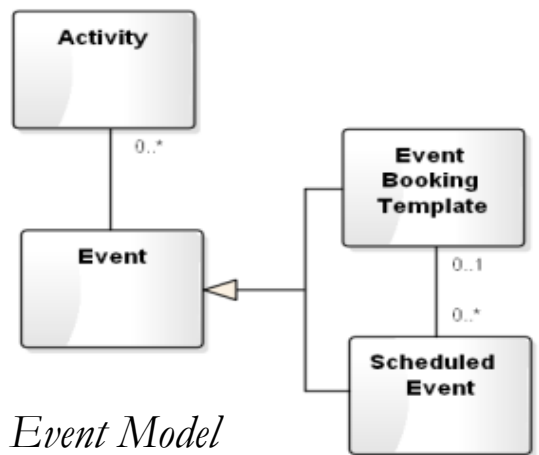 Activity
0..*
Event
Booking
Template
Event
0..1
0..*
Scheduled
Event
Event Model